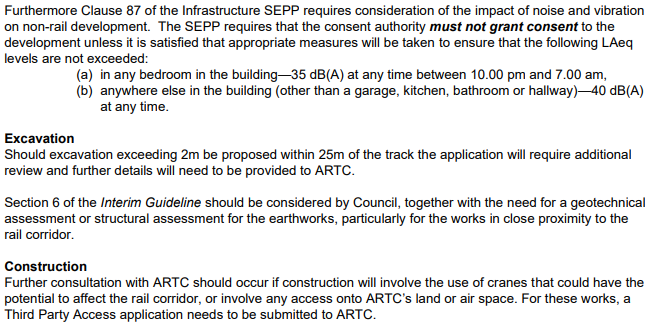 Furthermore Clause 87 of the Infrastructure SEPP requires consideration of the impact of noise and vibration
on non-rail development.  The SEPP requires that the consent authority must not grant consent to the
development unless it is satisfied that appropriate measures will be taken to ensure that the following LAeq
levels are not exceeded:
(a) in any bedroom in the building—35 dB(A) at any time between 10.00 pm and 7.00 am,
(b) anywhere else in the building (other than a garage, kitchen, bathroom or hallway)—40 dB(A)
at any time.
Excavation
Should excavation exceeding 2m be proposed within 25m of the track the application will require additional
review and further details will need to be provided to ARTC.
Section 6 of the Interim Guideline should be considered by Council, together with the need for a geotechnical
assessment or structural assessment for the earthworks, particularly for the works in close proximity to the
rail corridor.
Construction
Further consultation with ARTC should occur if construction will involve the use of cranes that could have the
potential to affect the rail corridor, or involve any access onto ARTC's land or air space. For these works, a
Third Party Access application needs to be submitted to ARTC.